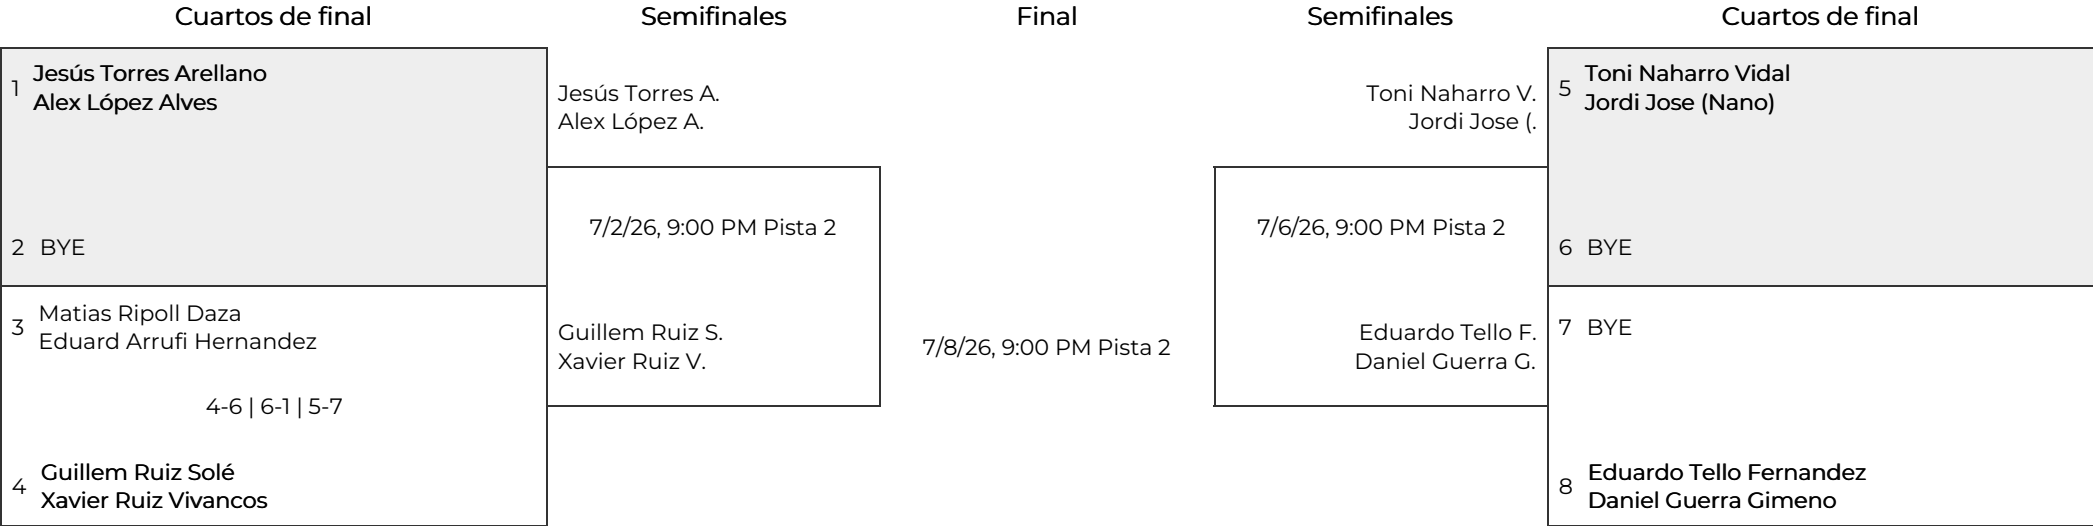 Cuartos de final
Semifinales
Final
Semifinales
Cuartos de final
1
Jesús Torres Arellano
Alex López Alves
2 BYE
3
Matias Ripoll Daza
Eduard Arrufi Hernandez
4-6 | 6-1 | 5-7
4
Guillem Ruiz Solé
Xavier Ruiz Vivancos
Jesús Torres A.
Alex López A.
7/2/26, 9:00 PM Pista 2
Guillem Ruiz S.
Xavier Ruiz V.
7/8/26, 9:00 PM Pista 2
Toni Naharro V.
Jordi Jose (.
7/6/26, 9:00 PM Pista 2
Eduardo Tello F.
Daniel Guerra G.
5
Toni Naharro Vidal
Jordi Jose (Nano)
6 BYE
7 BYE
8
Eduardo Tello Fernandez
Daniel Guerra Gimeno